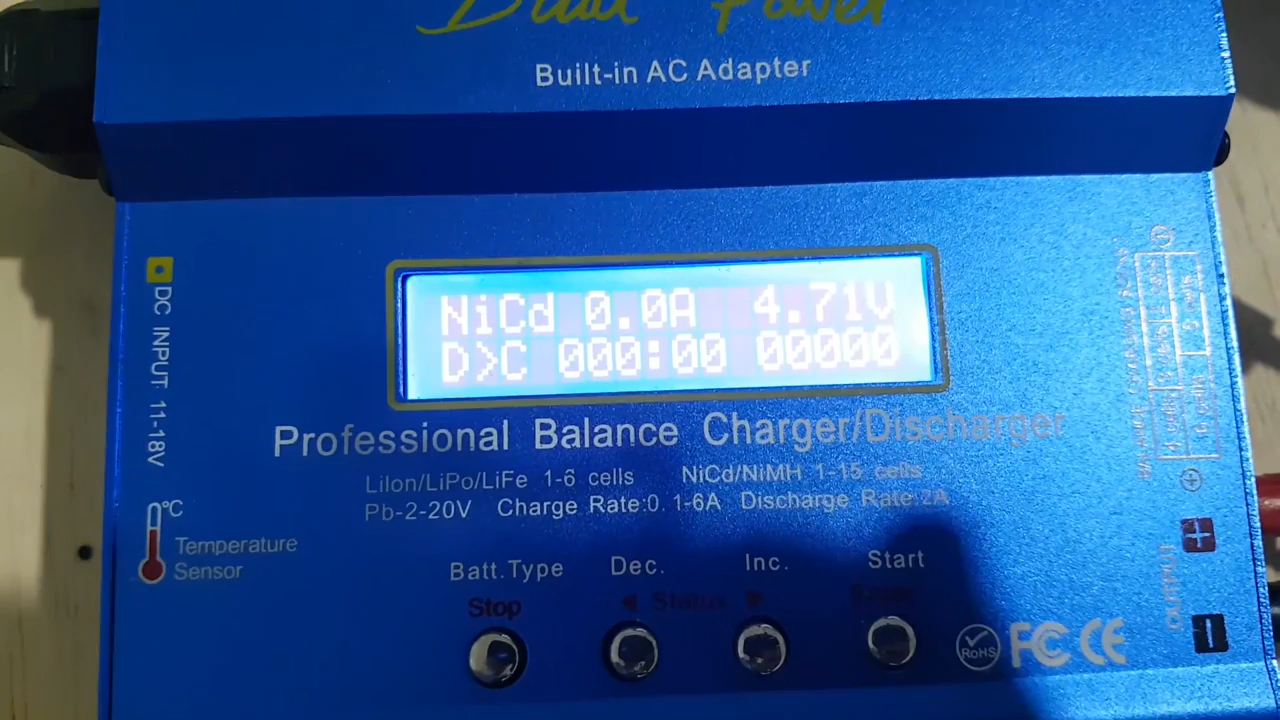 Dual Power
Built-in AC Adapter
DC INPUT 11-18V
NiCd 0.0A 4.71V
D>C 000:00 00000
Professional Balance Charger/Discharger
LiIon/LiPo/LiFe 1-6 cells NiCd/NiMH 1-15 cells
Pb-2-20V Charge Rate:0.1-6A Discharge Rate:2A
°C
Temperature
Sensor
Batt.Type Dec. Inc. Start
Stop ◀ Status ▶
OUTPUT
+
-
RoHS FC CE